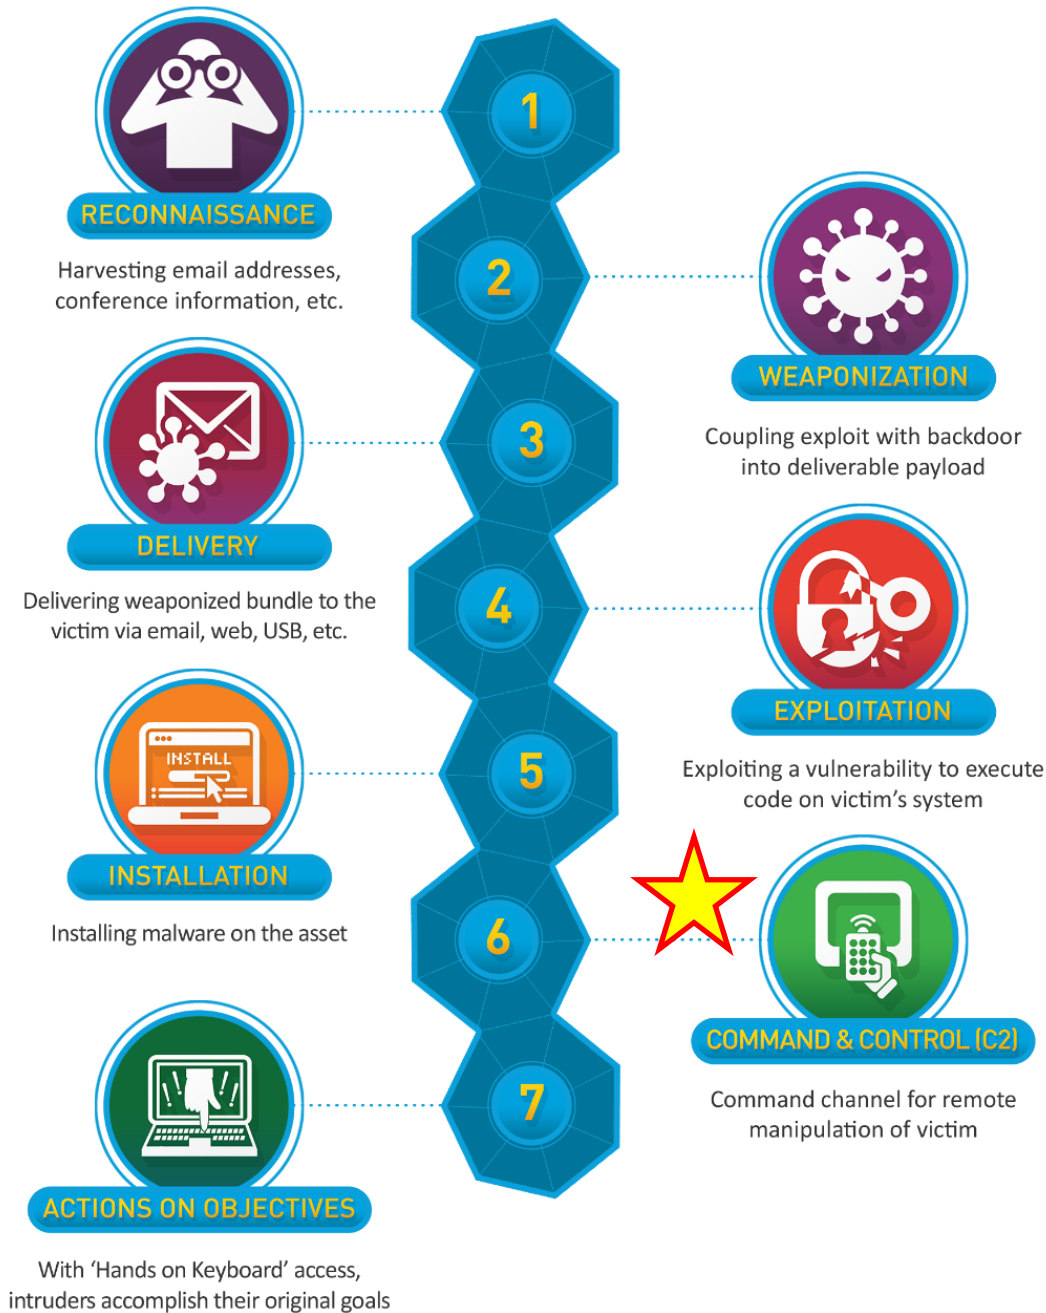 1
RECONNAISSANCE
Harvesting email addresses,
conference information, etc.
2
WEAPONIZATION
Coupling exploit with backdoor
into deliverable payload
3
DELIVERY
Delivering weaponized bundle to the
victim via email, web, USB, etc.
4
EXPLOITATION
Exploiting a vulnerability to execute
code on victim's system
5
INSTALL
INSTALLATION
Installing malware on the asset
6
COMMAND & CONTROL (C2)
Command channel for remote
manipulation of victim
7
ACTIONS ON OBJECTIVES
With ‘Hands on Keyboard’ access,
intruders accomplish their original goals